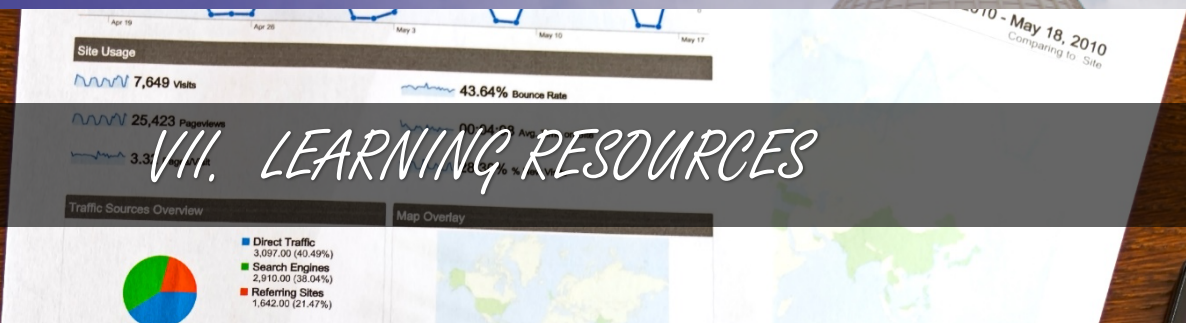 Apr 19 Apr 26 May 3 May 10 May 17
2010 - May 18, 2010
Comparing to: Site
Site Usage
7,649 Visits
43.64% Bounce Rate
25,423 Pageviews
VII. LEARNING RESOURCES
Traffic Sources Overview
Map Overlay
Direct Traffic
3,097.00 (40.49%)
Search Engines
2,910.00 (38.04%)
Referring Sites
1,642.00 (21.47%)